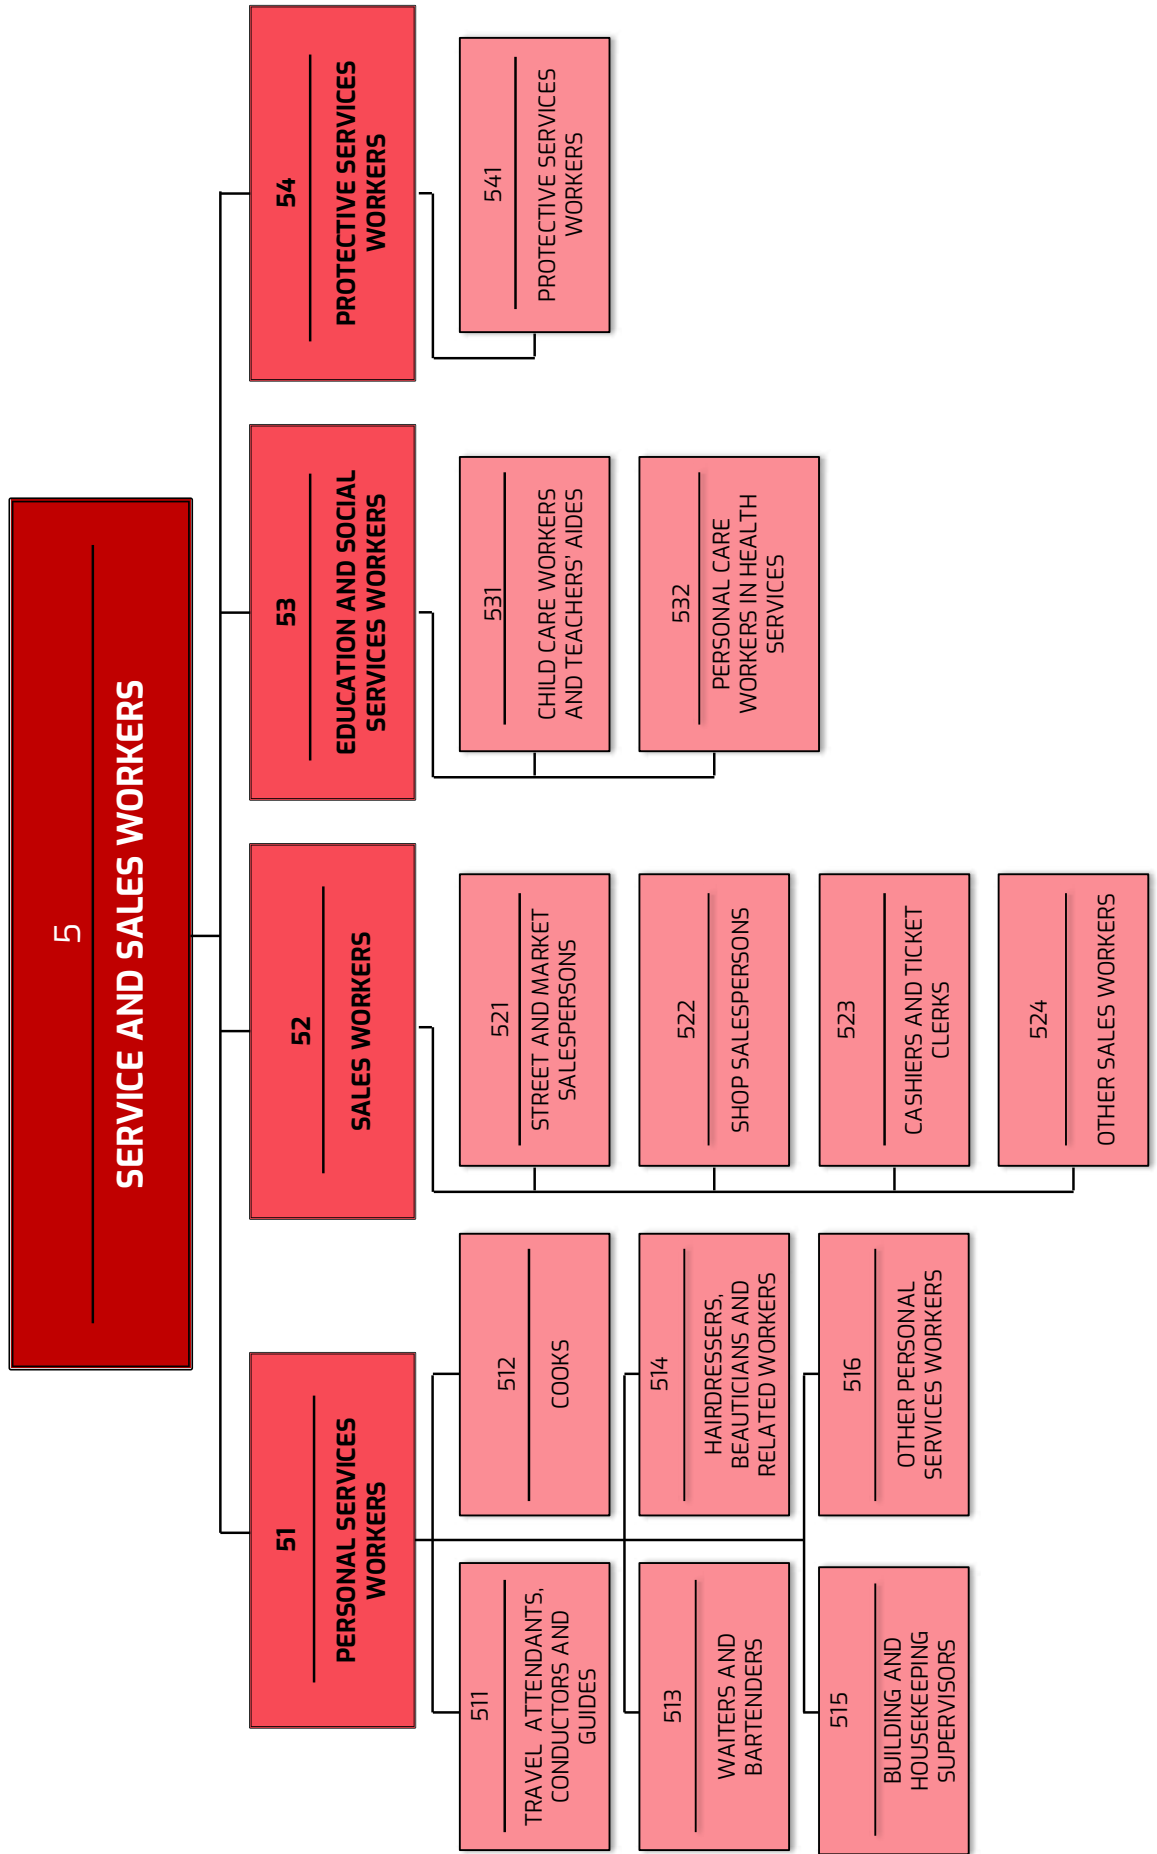 5
SERVICE AND SALES WORKERS
51
PERSONAL SERVICES
WORKERS
52
SALES WORKERS
53
EDUCATION AND SOCIAL
SERVICES WORKERS
54
PROTECTIVE SERVICES
WORKERS
511
TRAVEL ATTENDANTS,
CONDUCTORS AND
GUIDES
512
COOKS
513
WAITERS AND
BARTENDERS
514
HAIRDRESSERS,
BEAUTICIANS AND
RELATED WORKERS
515
BUILDING AND
HOUSEKEEPING
SUPERVISORS
516
OTHER PERSONAL
SERVICES WORKERS
521
STREET AND MARKET
SALESPERSONS
522
SHOP SALESPERSONS
523
CASHIERS AND TICKET
CLERKS
524
OTHER SALES WORKERS
531
CHILD CARE WORKERS
AND TEACHERS' AIDES
532
PERSONAL CARE
WORKERS IN HEALTH
SERVICES
541
PROTECTIVE SERVICES
WORKERS